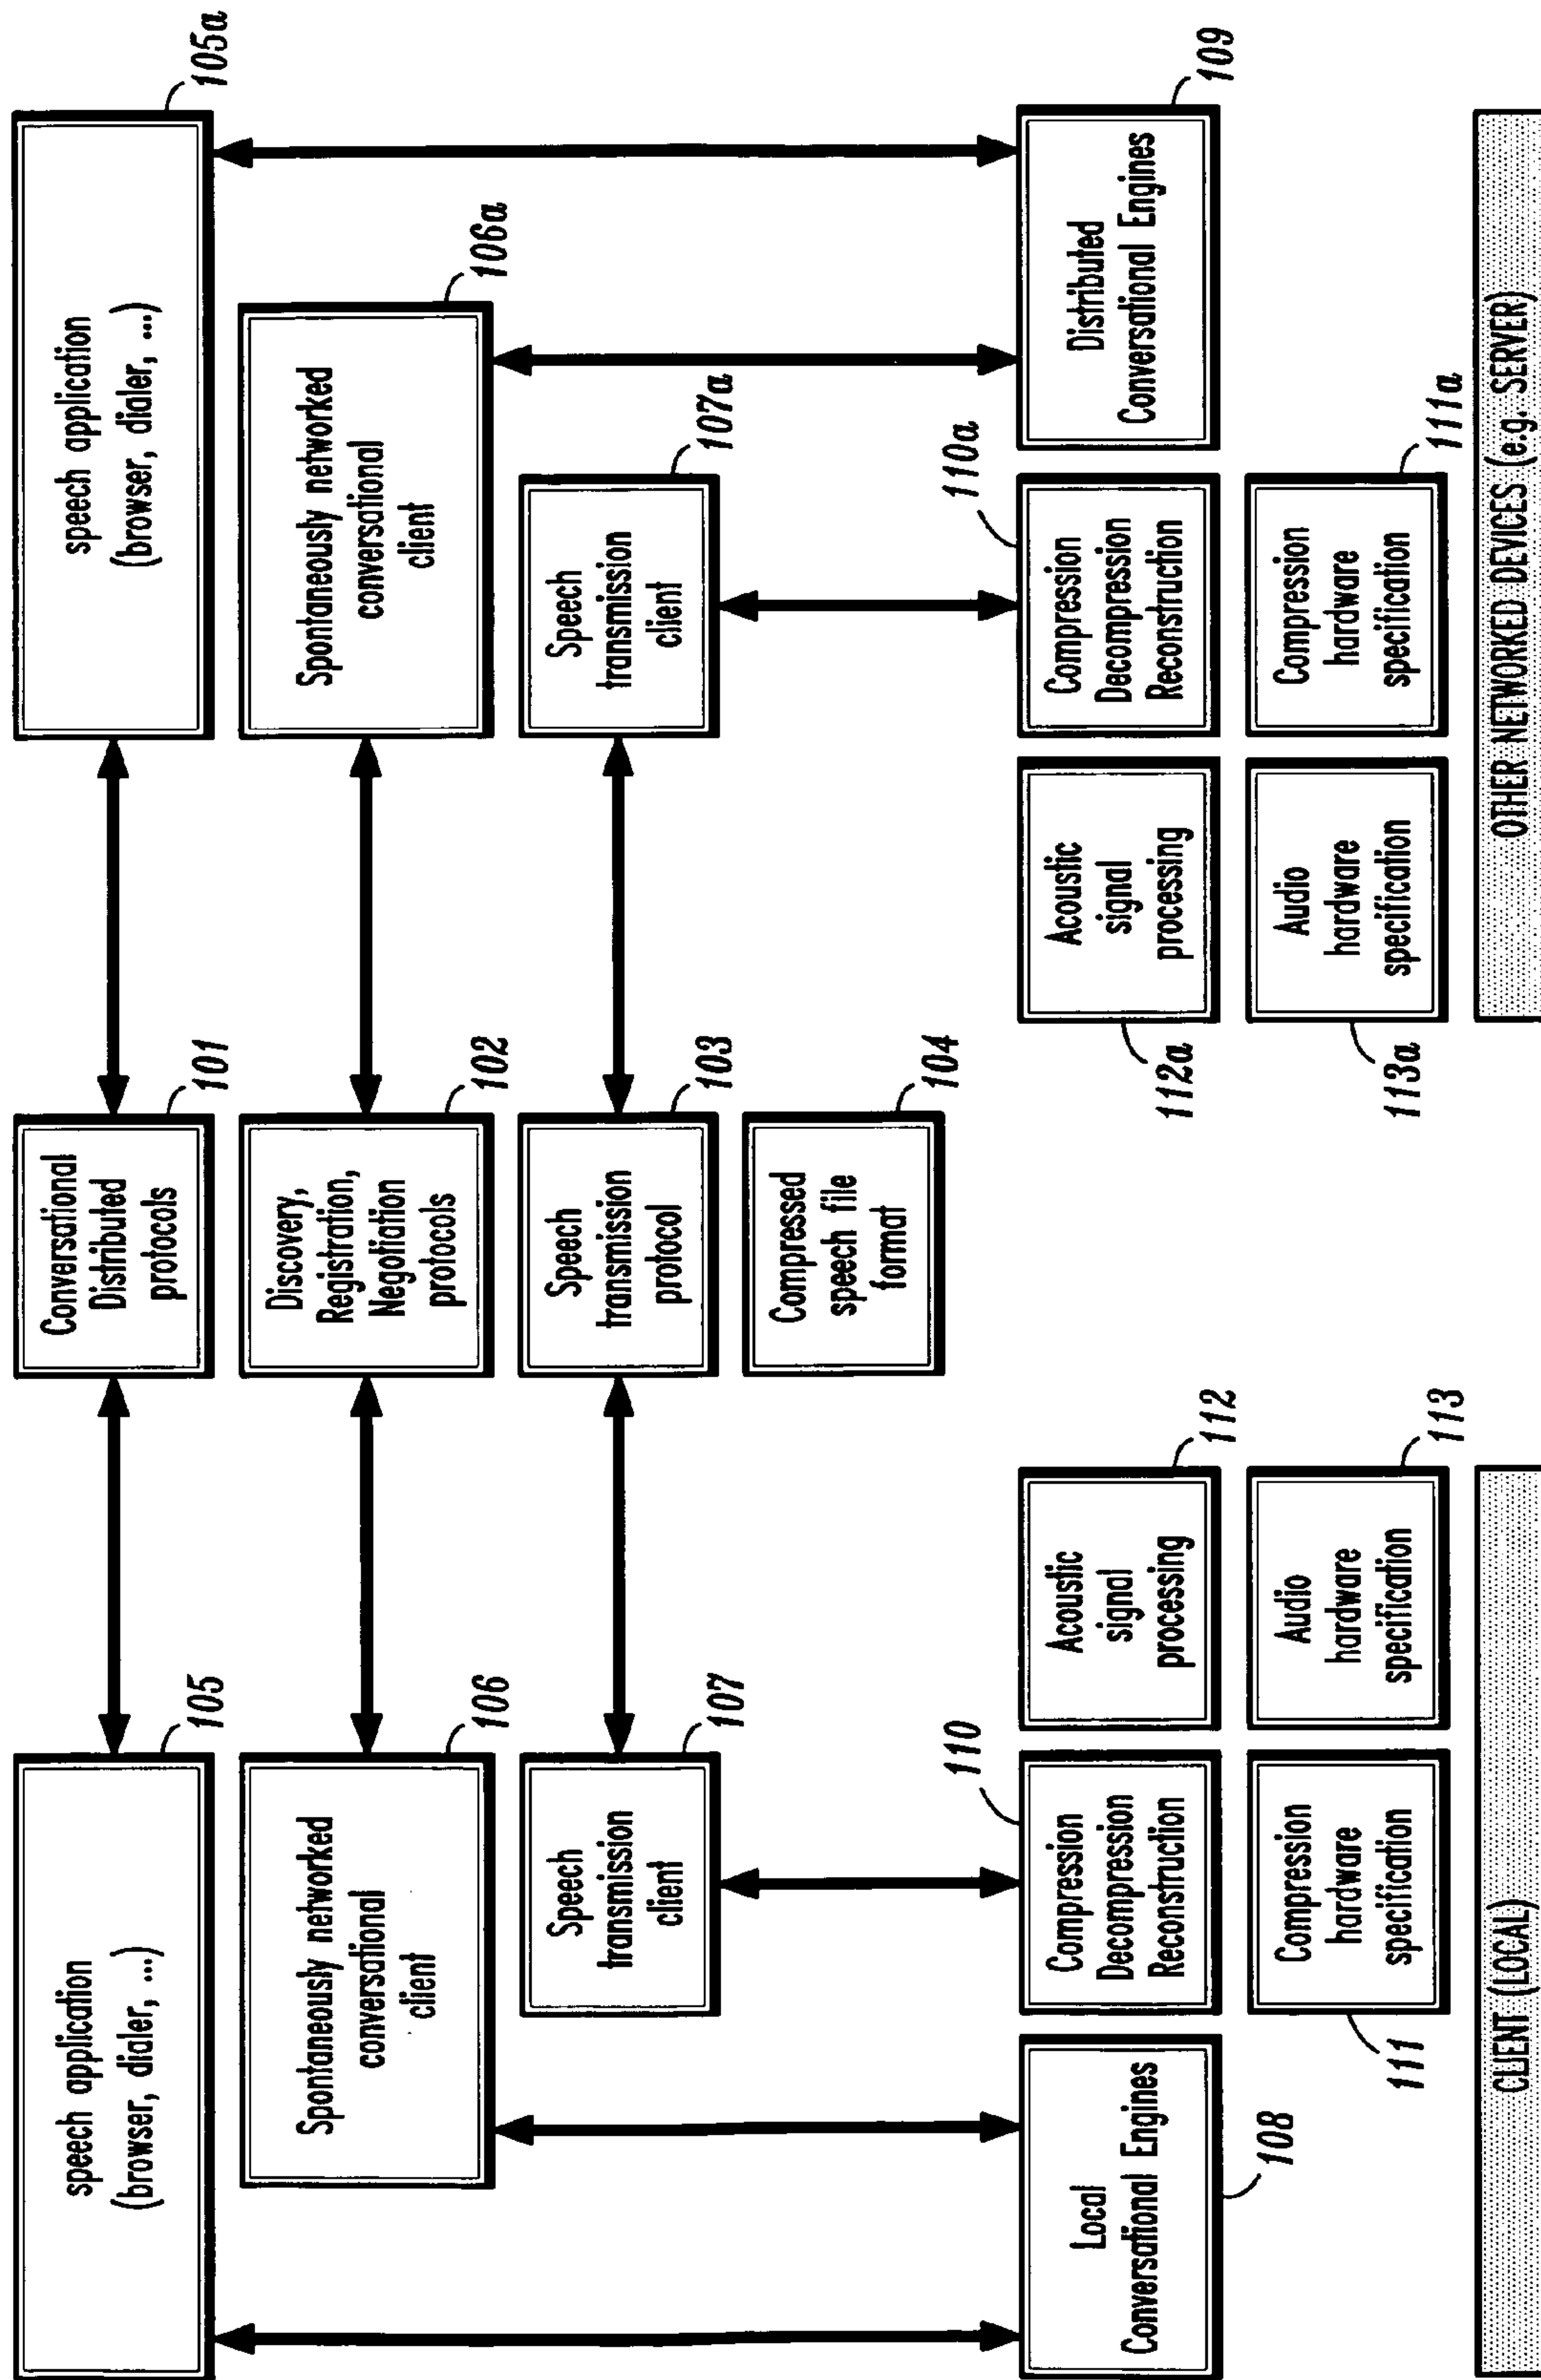 speech application
(browser, dialer, ...)
105
Conversational
Distributed
protocols
101
speech application
(browser, dialer, ...)
105a
Spontaneously networked
conversational
client
106
Discovery,
Registration,
Negotiation
protocols
102
Spontaneously networked
conversational
client
106a
Speech
transmission
client
107
Speech
transmission
protocol
103
Speech
transmission
client
107a
Compressed
speech file
format
104
Local
Conversational Engines
108
Compression
Decompression
Reconstruction
110
Acoustic
signal
processing
112
Acoustic
signal
processing
112a
Compression
Decompression
Reconstruction
110a
Distributed
Conversational Engines
109
Compression
hardware
specification
111
Audio
hardware
specification
113
Audio
hardware
specification
113a
Compression
hardware
specification
111a
CLIENT (LOCAL)
OTHER NETWORKED DEVICES (e.g. SERVER)